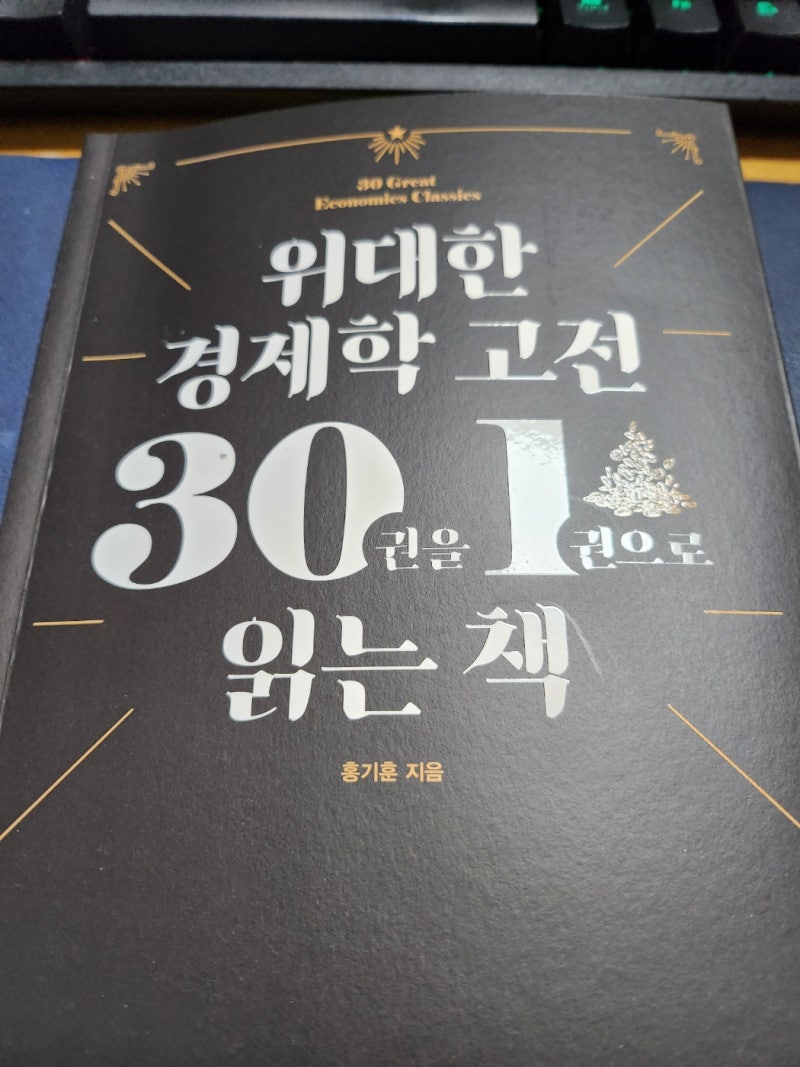 30 Great
Economics Classics
위대한
경제학 고전
30권을 1권으로
읽는 책
홍기훈 지음